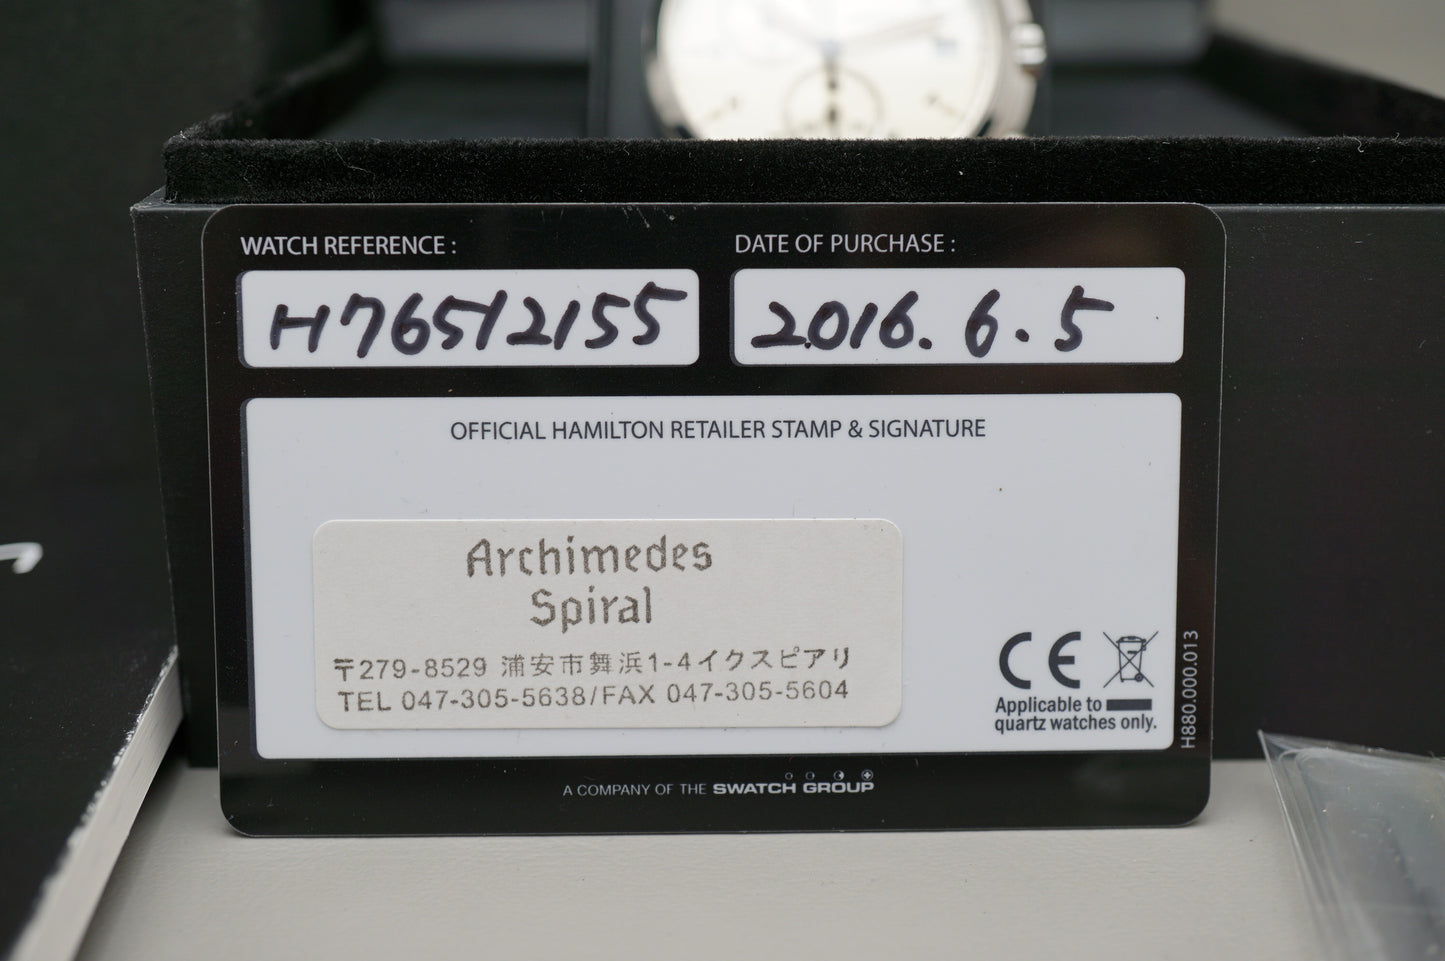 WATCH REFERENCE :
H76512155
DATE OF PURCHASE :
2016. 6. 5
OFFICIAL HAMILTON RETAILER STAMP & SIGNATURE
Archimedes
Spiral
〒279-8529 浦安市舞浜1-4イクスピアリ
TEL 047-305-5638/FAX 047-305-5604
CE
Applicable to
quartz watches only.
H880.000.013
A COMPANY OF THE SWATCH GROUP